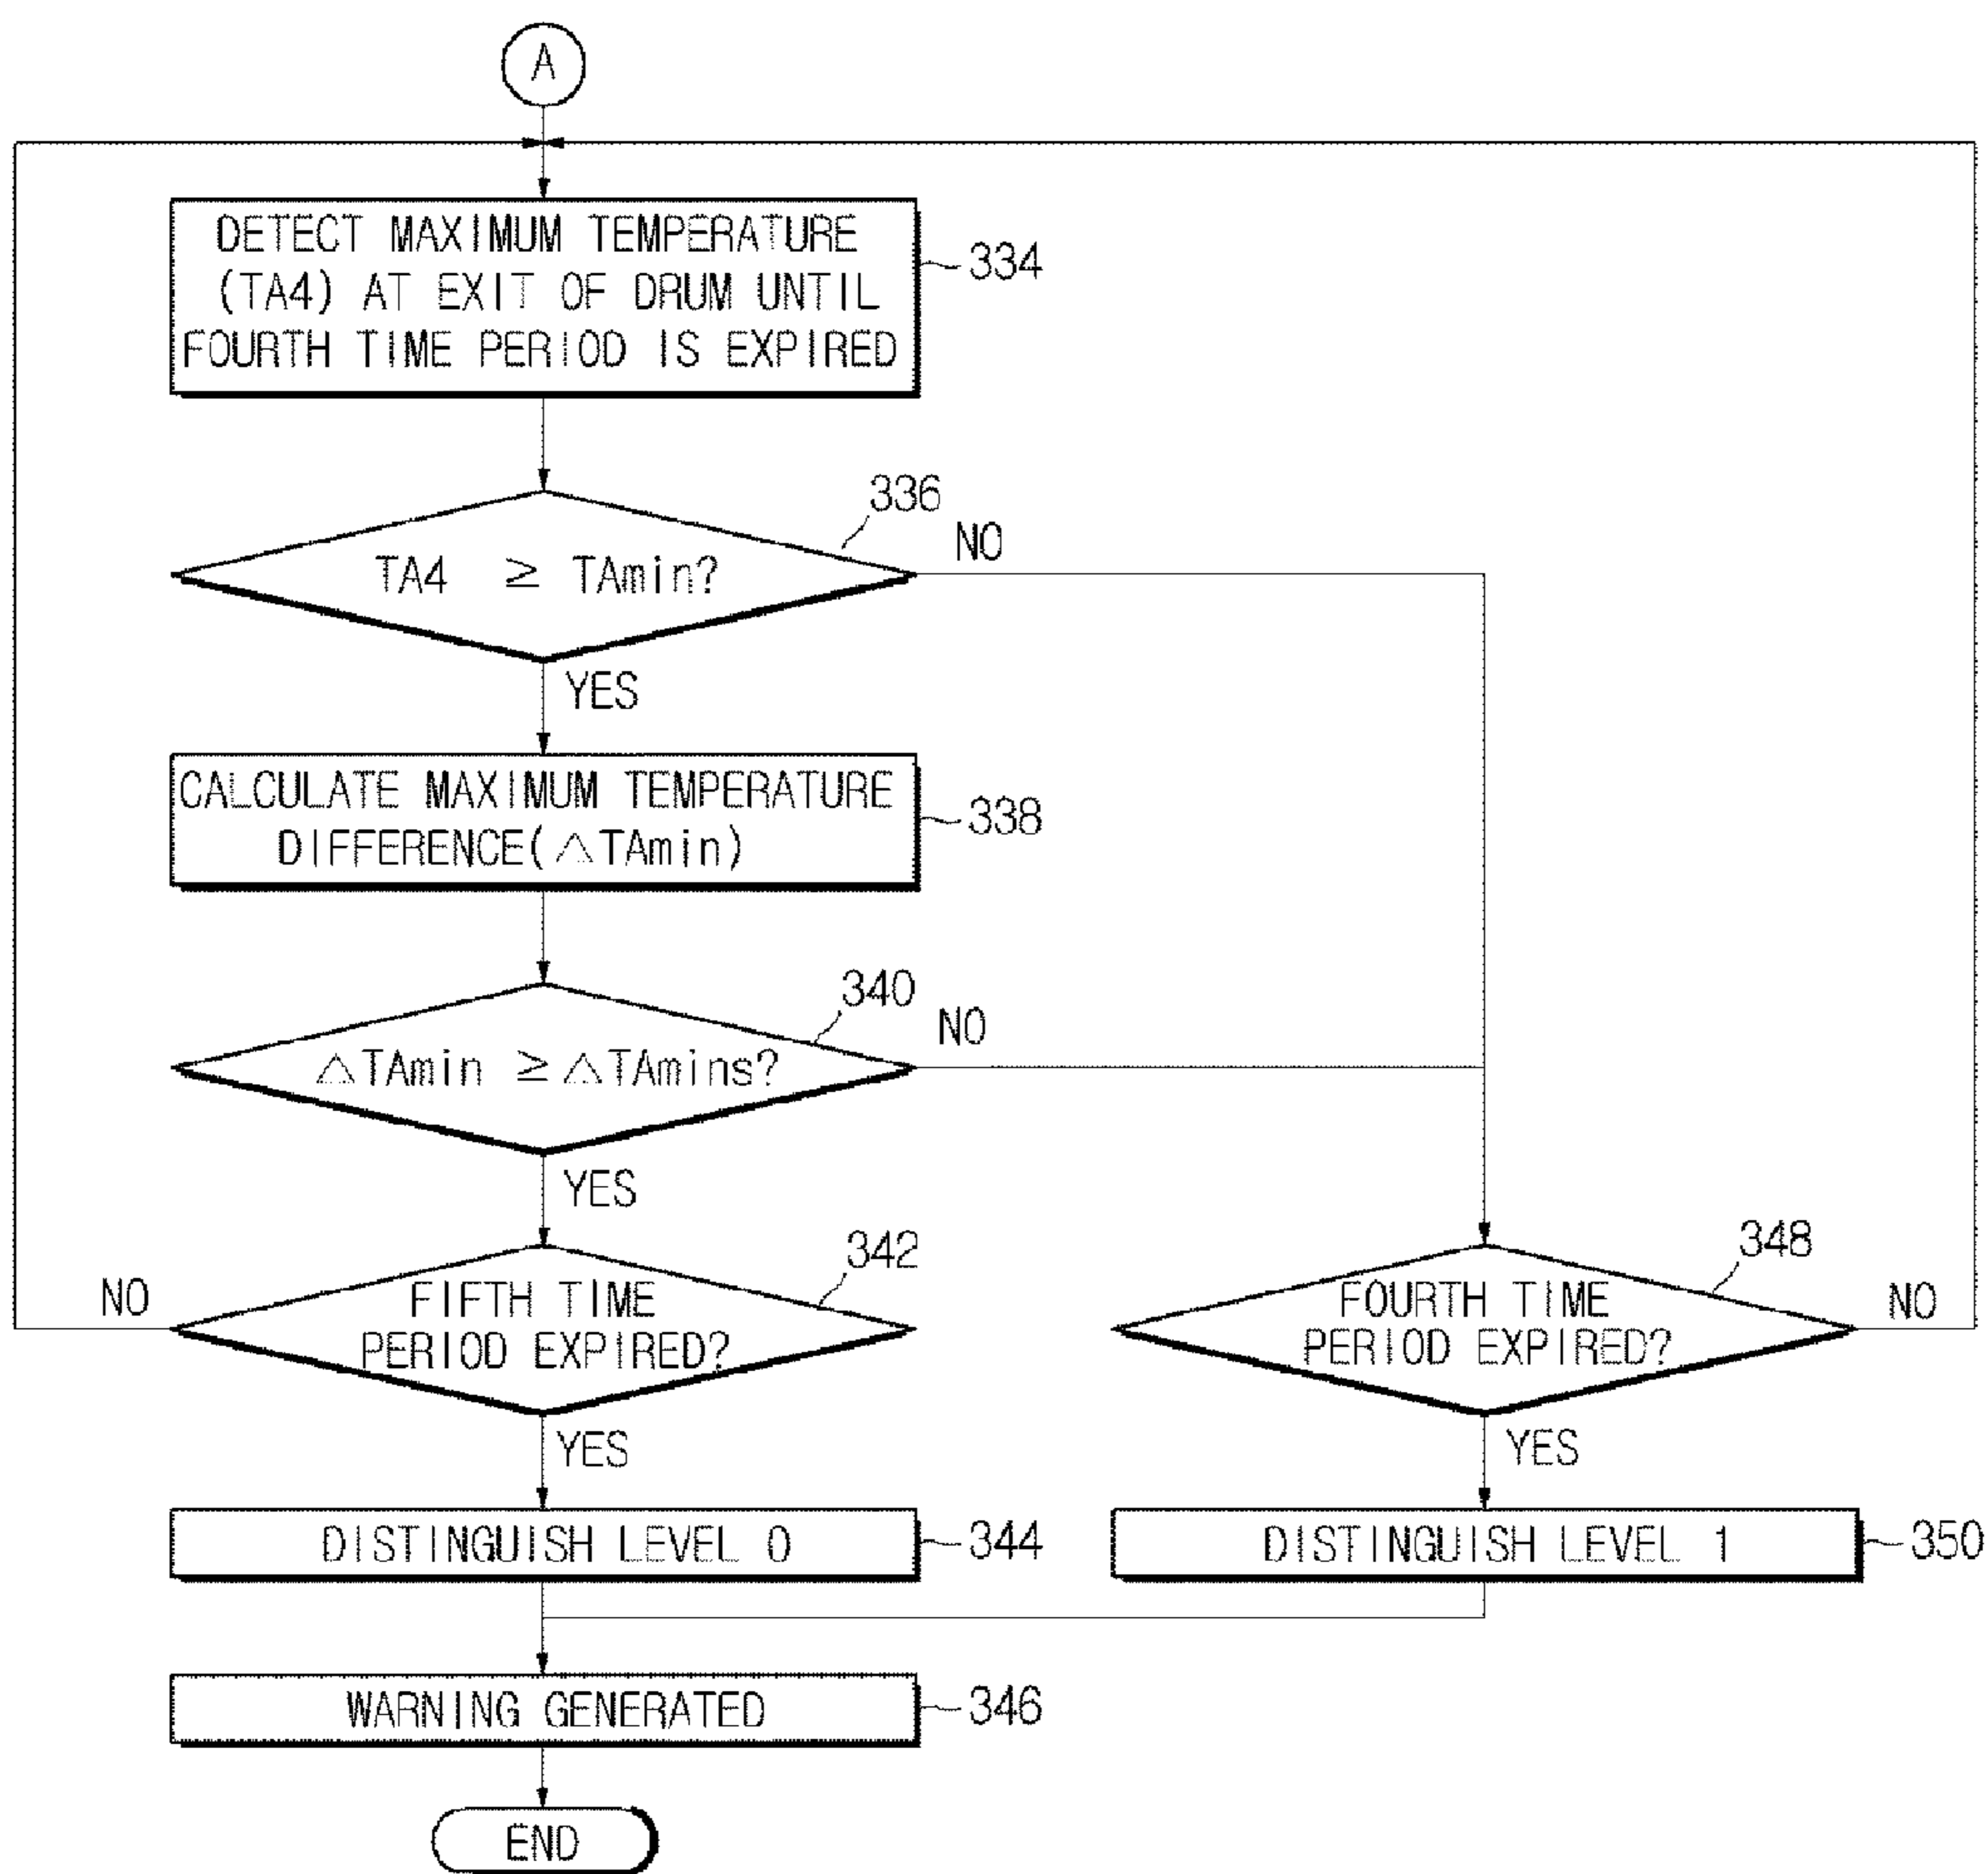 A
DETECT MAXIMUM TEMPERATURE
(TA4) AT EXIT OF DRUM UNTIL
FOURTH TIME PERIOD IS EXPIRED
334
336
TA4 ≥ TAmin?
NO
YES
CALCULATE MAXIMUM TEMPERATURE
DIFFERENCE(△TAmin)
338
340
△TAmin ≥ △TAmins?
NO
YES
342
FIFTH TIME
PERIOD EXPIRED?
NO
YES
348
FOURTH TIME
PERIOD EXPIRED?
NO
YES
DISTINGUISH LEVEL 0
344
DISTINGUISH LEVEL 1
350
WARNING GENERATED
346
END